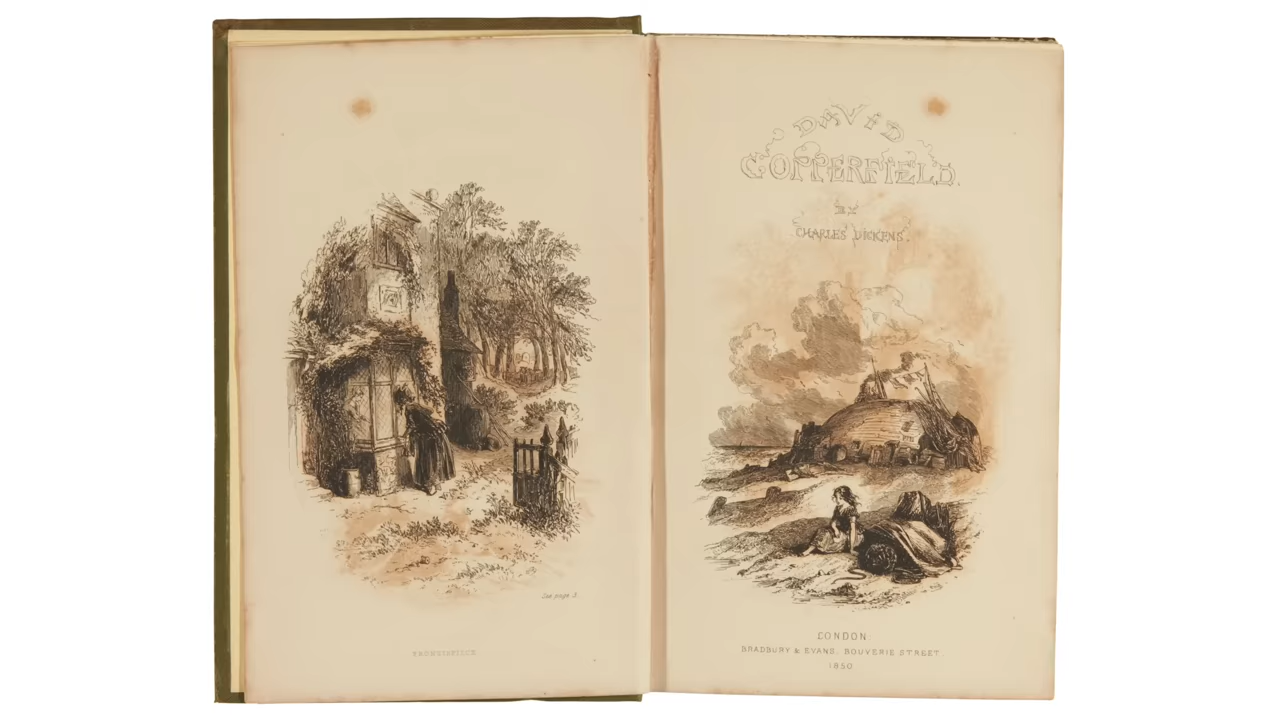 See page 3.
FRONTISPIECE
DAVID
COPPERFIELD.
BY
CHARLES DICKENS.
LONDON:
BRADBURY & EVANS, BOUVERIE STREET.
1850